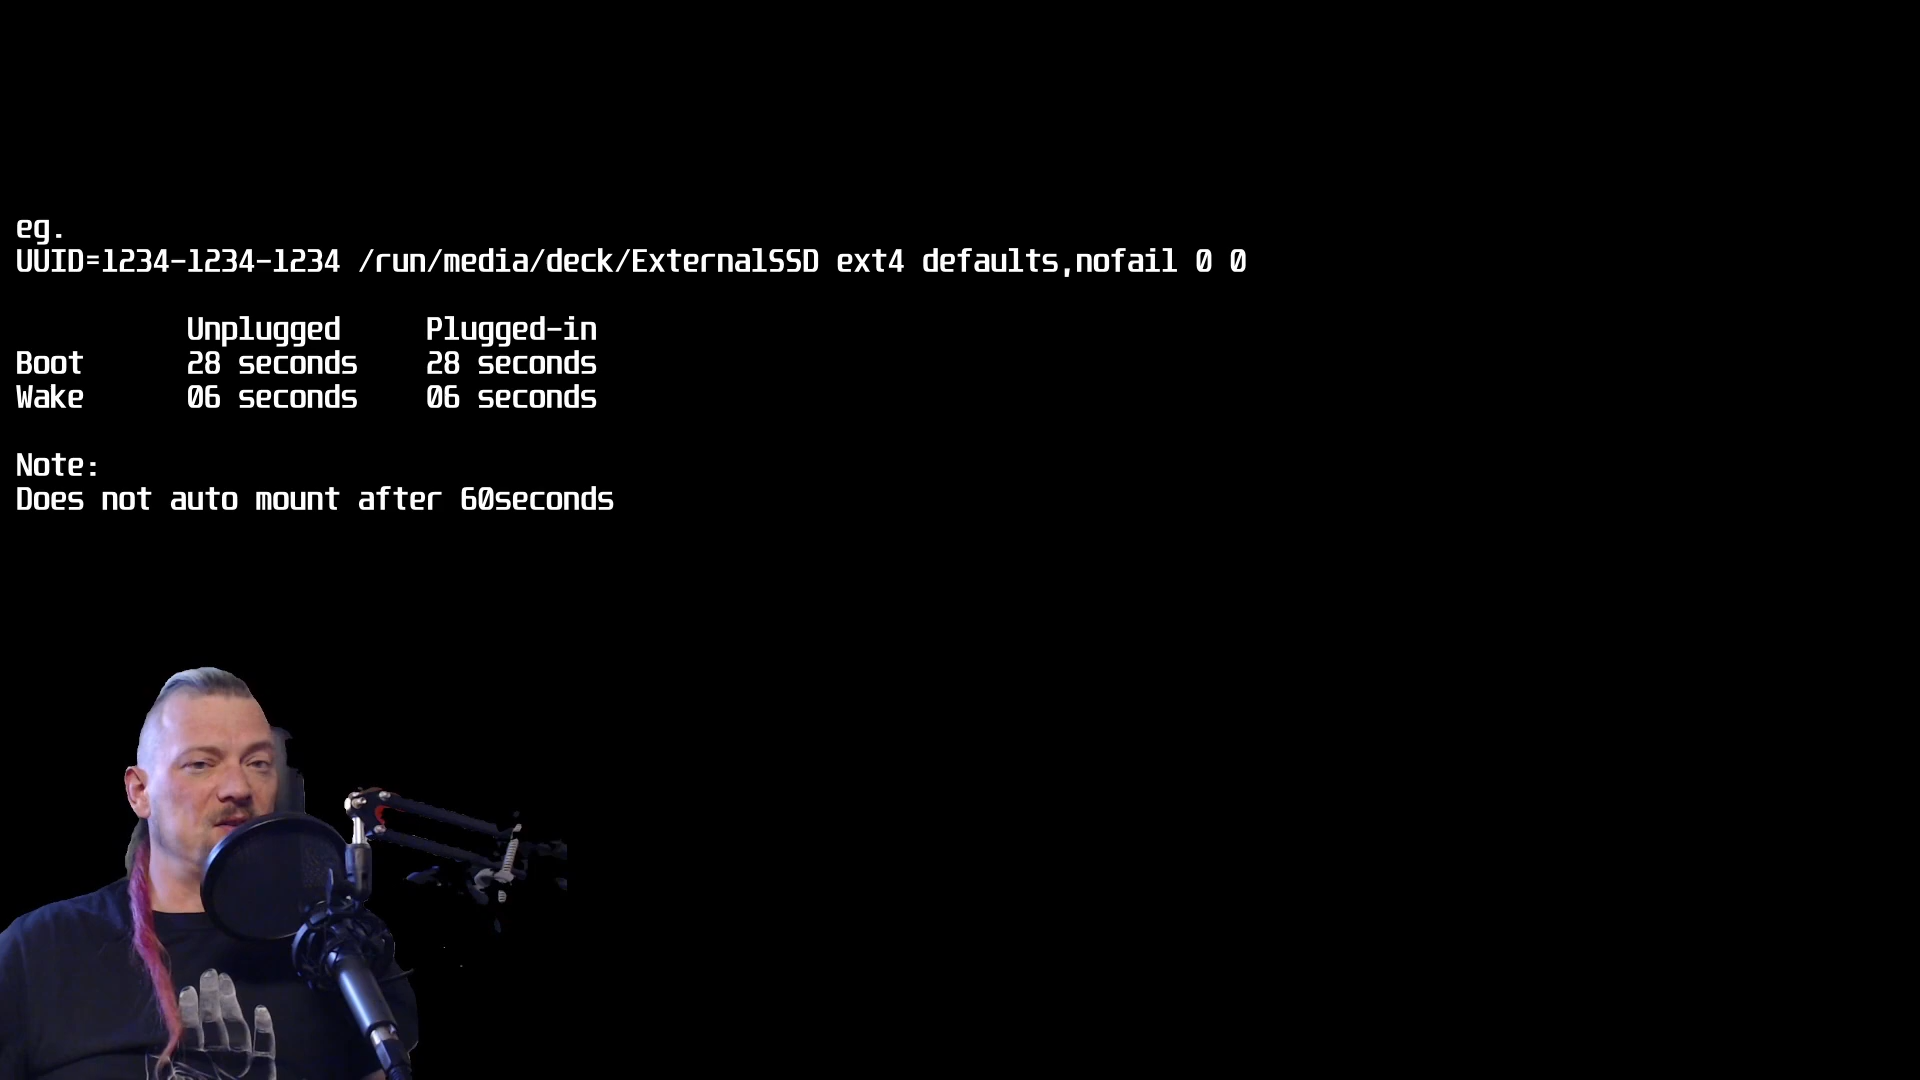 eg.
UUID=1234-1234-1234 /run/media/deck/ExternalSSD ext4 defaults,nofail 0 0
Unplugged Plugged-in
Boot 28 seconds 28 seconds
Wake 06 seconds 06 seconds
Note:
Does not auto mount after 60seconds